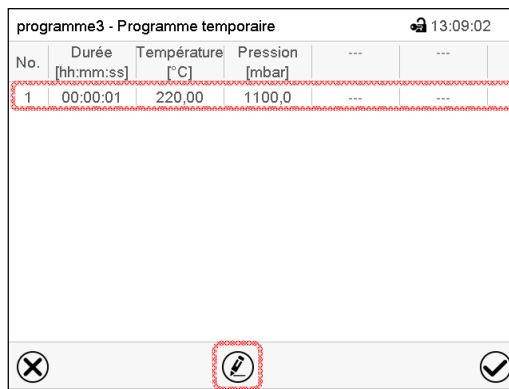 programme3 - Programme temporaire 13:09:02
No. Durée [hh:mm:ss] Température [°C] Pression [mbar] --- ---
1 00:00:01 220,00 1100,0 --- ---